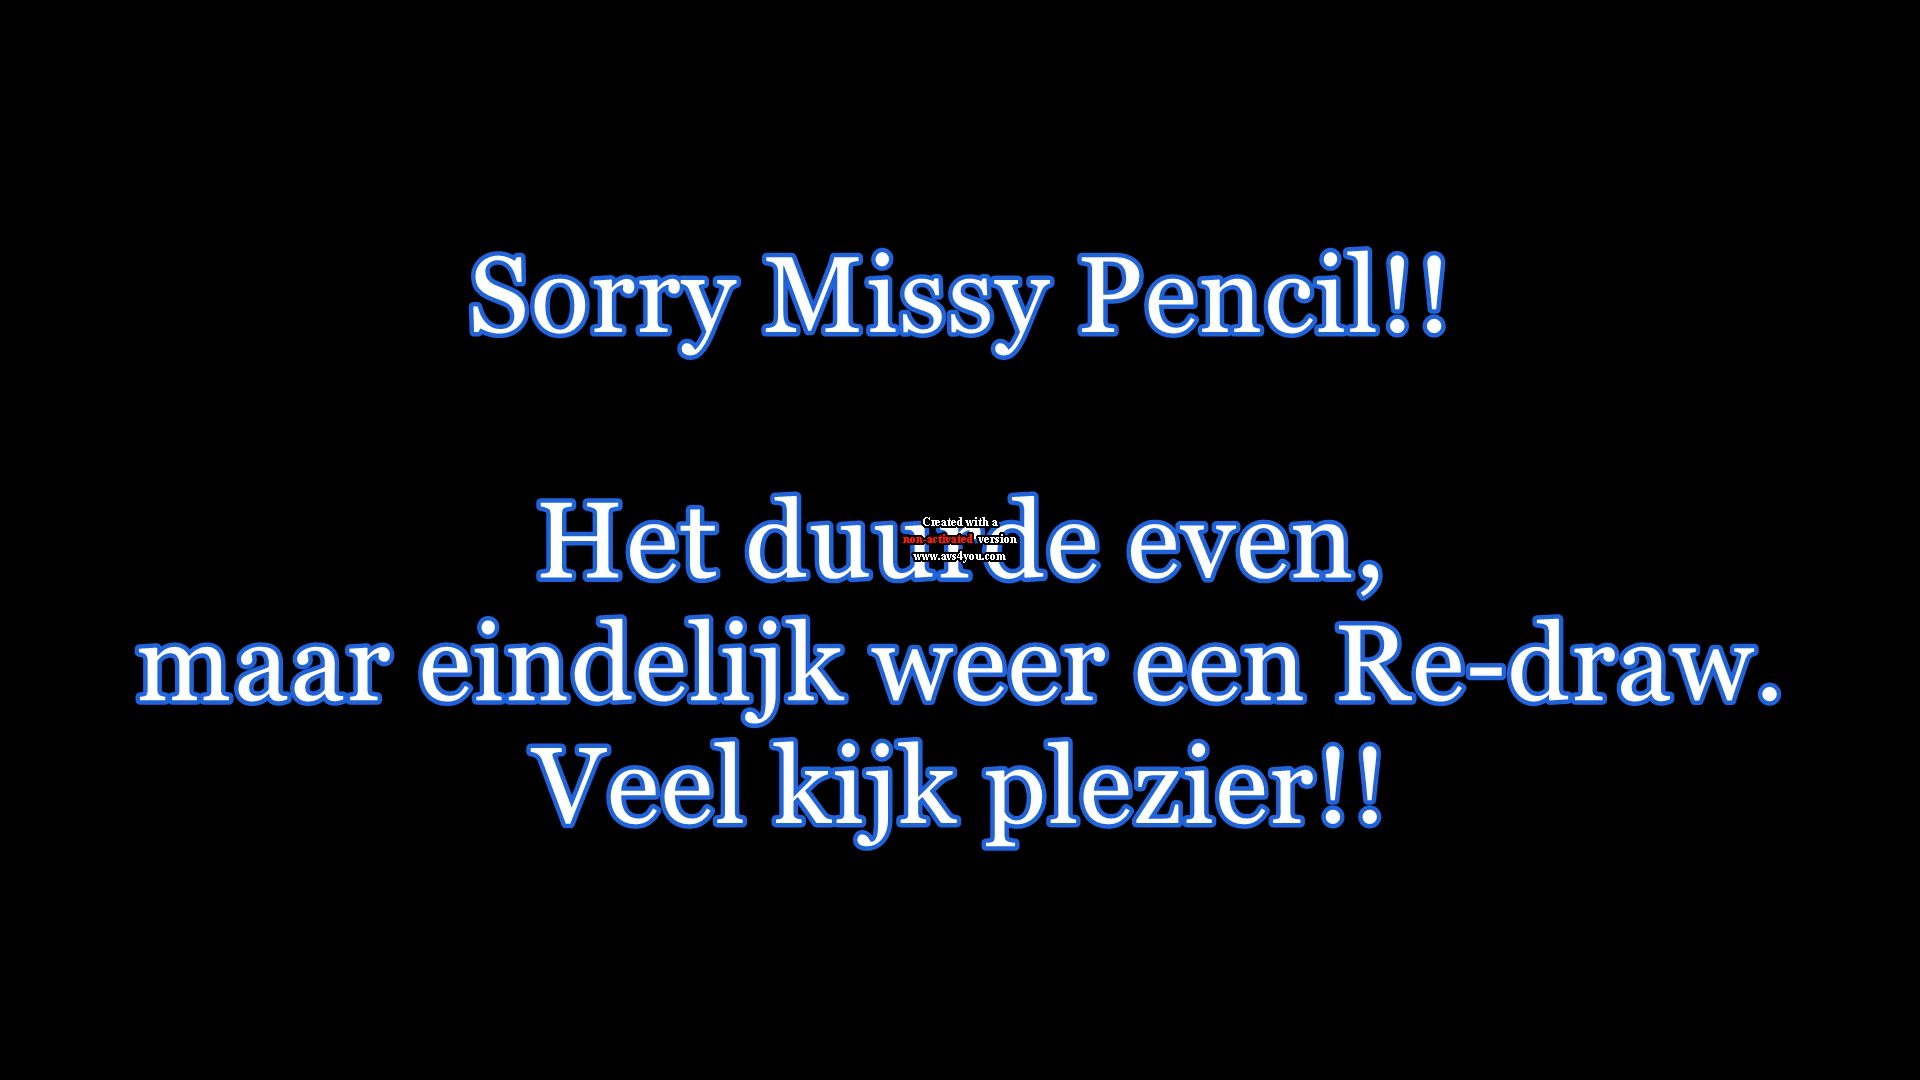 Sorry Missy Pencil!!
Het duurde even,
Created with a
non-activated version
www.avs4you.com
maar eindelijk weer een Re-draw.
Veel kijk plezier!!